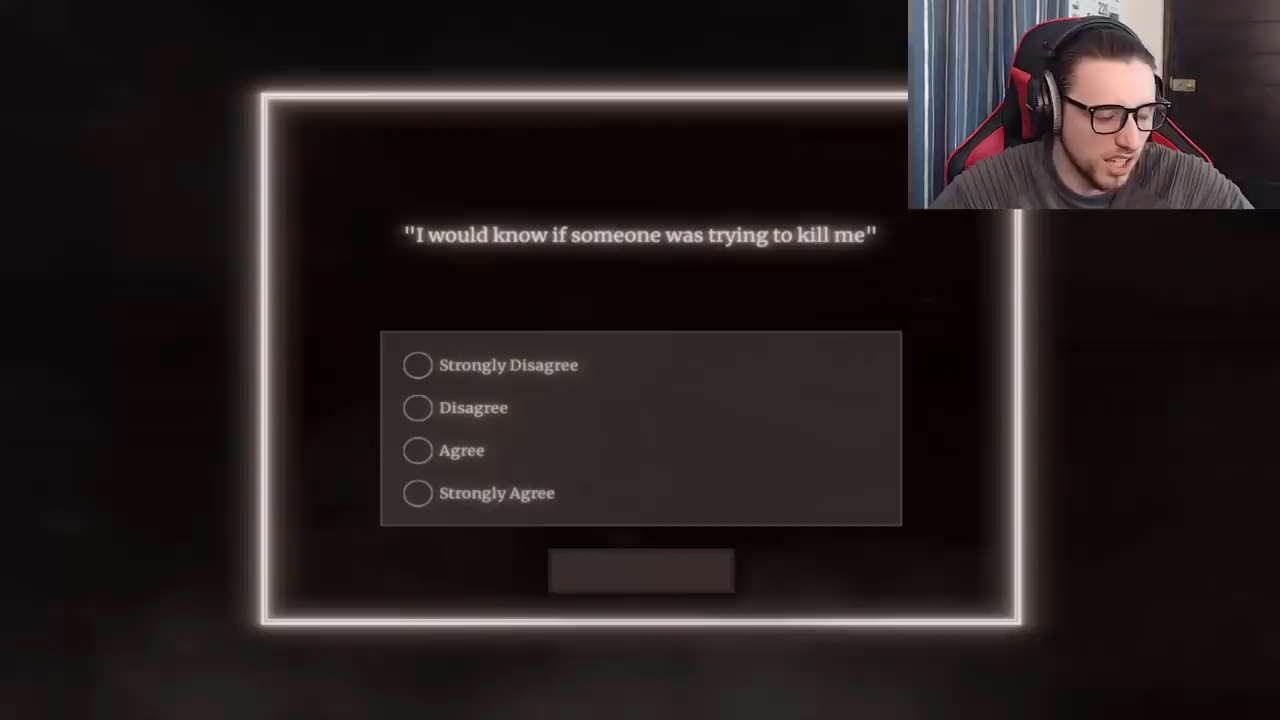 "I would know if someone was trying to kill me"
Strongly Disagree
Disagree
Agree
Strongly Agree